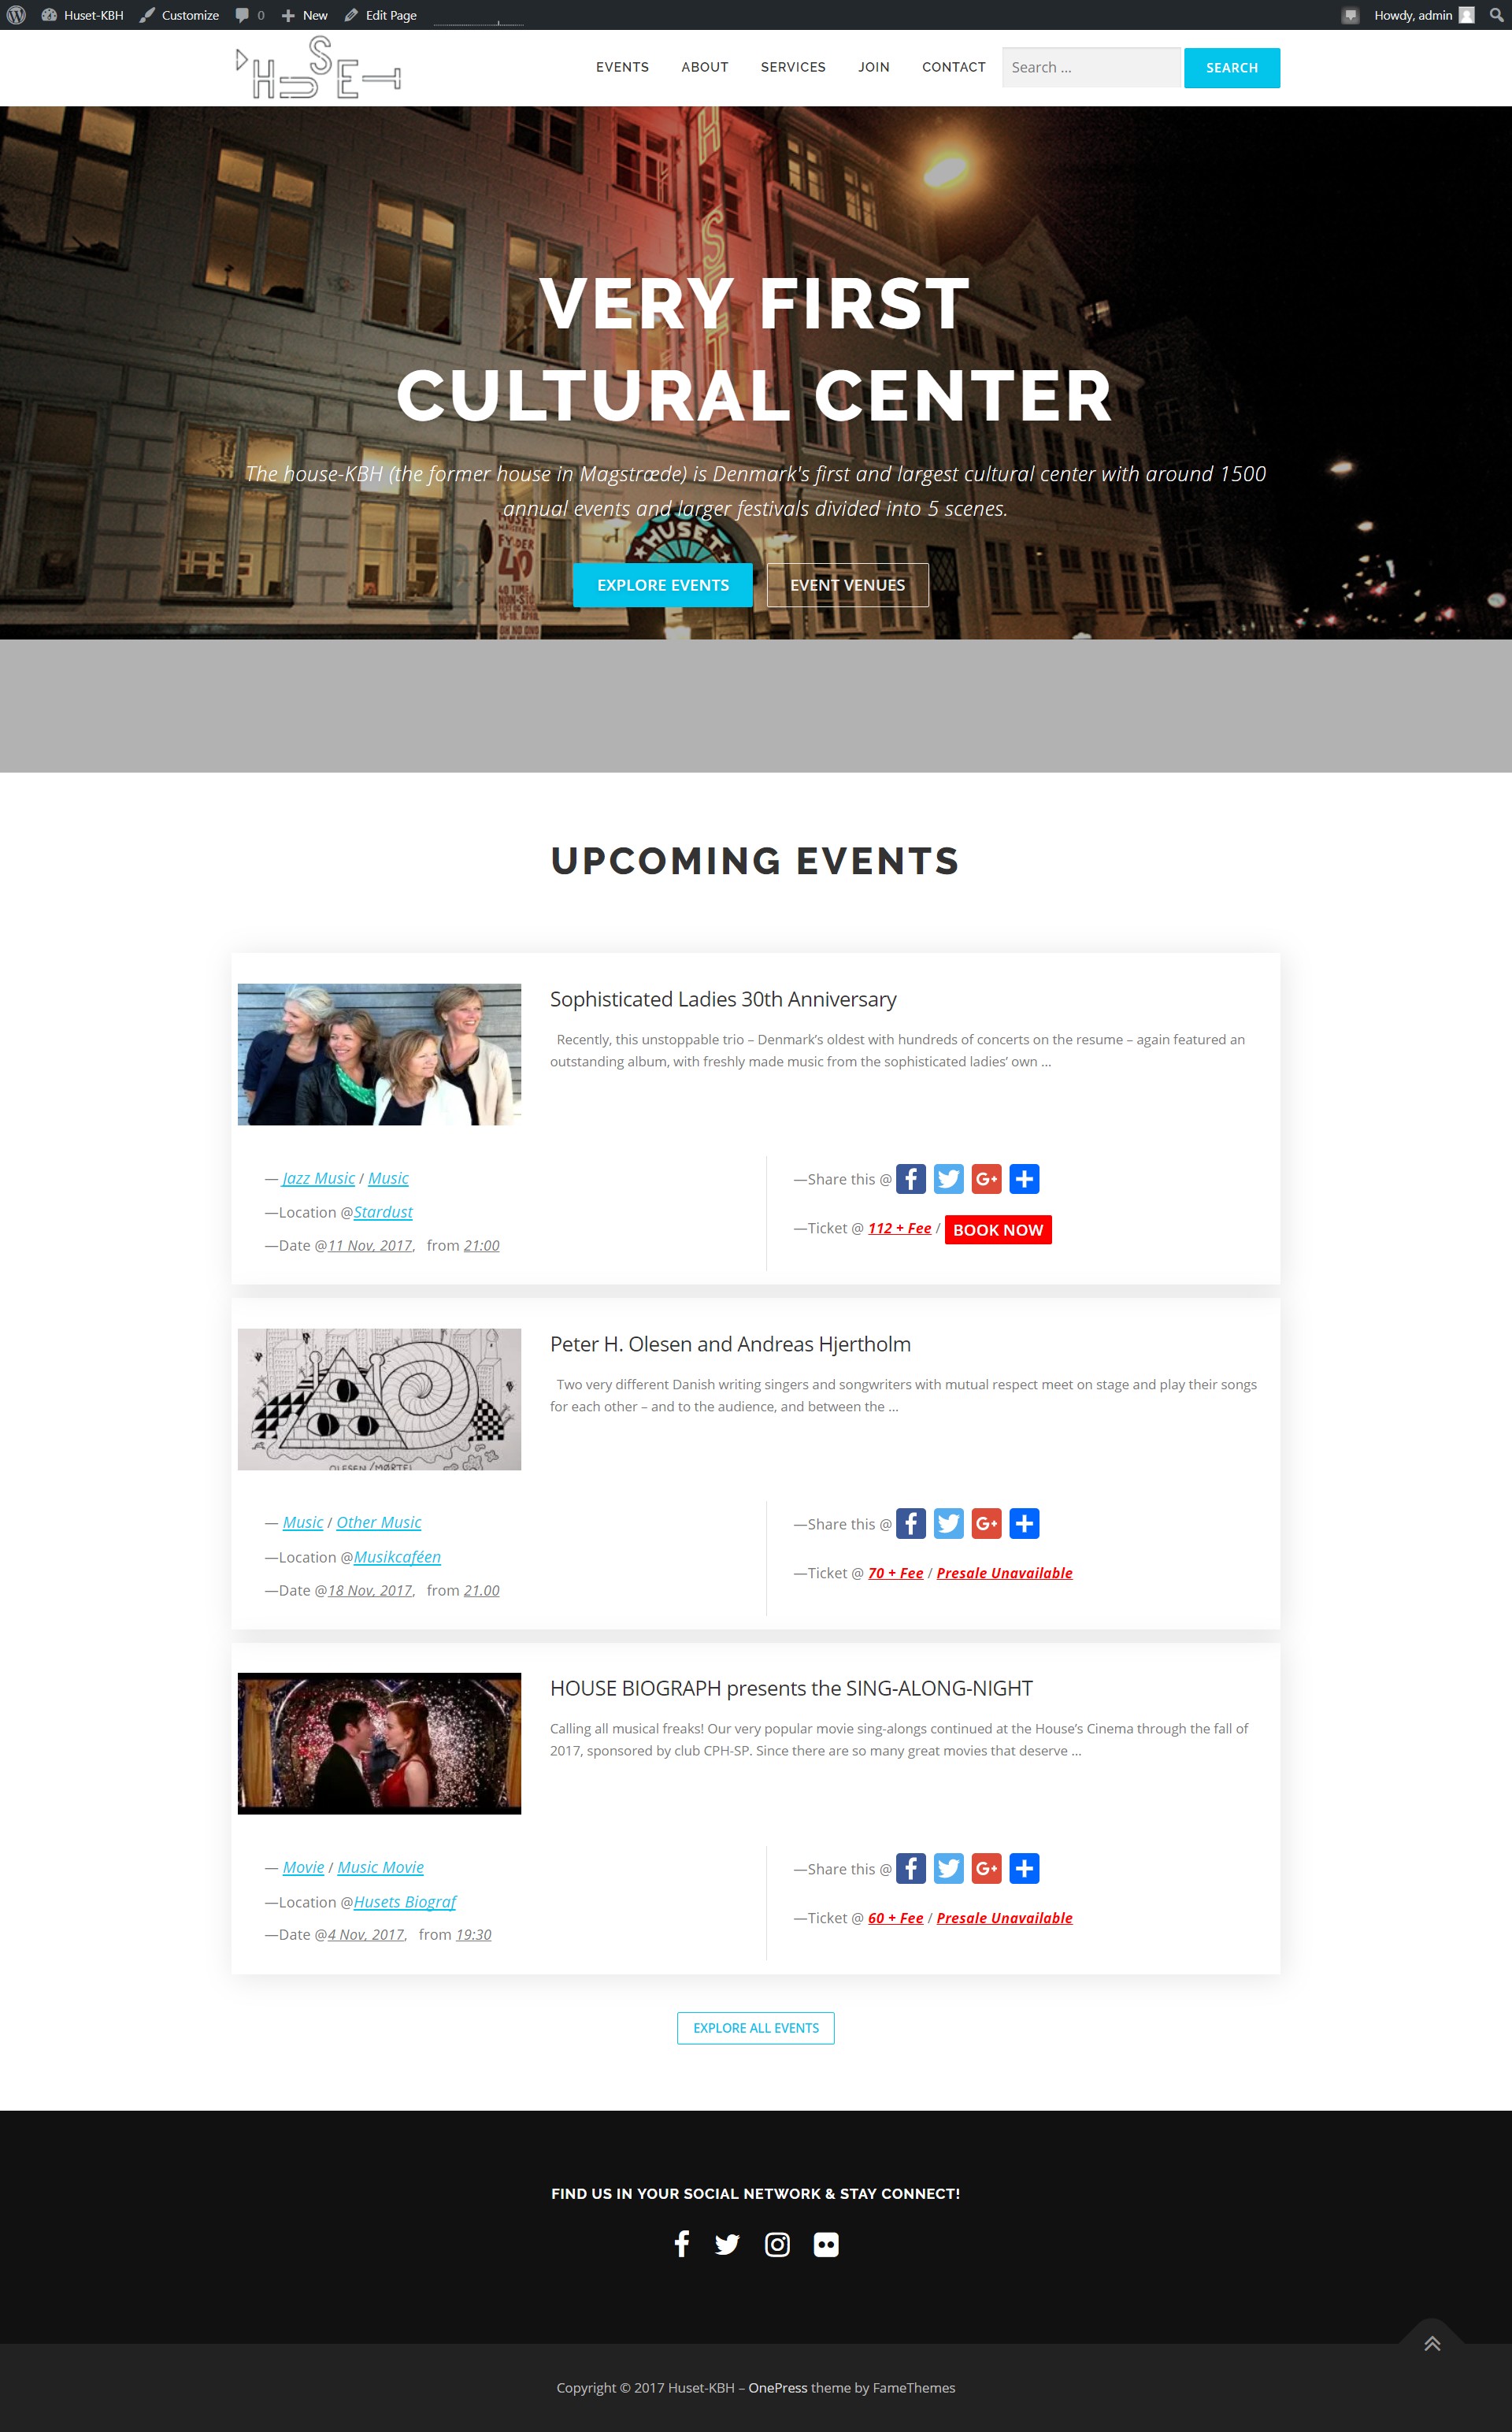 Huset-KBH Customize 0 New Edit Page Howdy, admin
HUSET
EVENTS ABOUT SERVICES JOIN CONTACT Search ... SEARCH
VERY FIRST
CULTURAL CENTER
The house-KBH (the former house in Magstræde) is Denmark's first and largest cultural center with around 1500
annual events and larger festivals divided into 5 scenes.
HUSET
FYLDER
40
HUSET
EXPLORE EVENTS EVENT VENUES
UPCOMING EVENTS
Sophisticated Ladies 30th Anniversary
Recently, this unstoppable trio – Denmark’s oldest with hundreds of concerts on the resume – again featured an
outstanding album, with freshly made music from the sophisticated ladies’ own ...
— Jazz Music / Music
—Location @Stardust
—Date @11 Nov, 2017, from 21:00
—Share this @
—Ticket @ 112 + Fee / BOOK NOW
Peter H. Olesen and Andreas Hjertholm
Two very different Danish writing singers and songwriters with mutual respect meet on stage and play their songs
for each other – and to the audience, and between the ...
OLESEN/MØRTEL
— Music / Other Music
—Location @Musikcaféen
—Date @18 Nov, 2017, from 21.00
—Share this @
—Ticket @ 70 + Fee / Presale Unavailable
HOUSE BIOGRAPH presents the SING-ALONG-NIGHT
Calling all musical freaks! Our very popular movie sing-alongs continued at the House’s Cinema through the fall of
2017, sponsored by club CPH-SP. Since there are so many great movies that deserve ...
— Movie / Music Movie
—Location @Husets Biograf
—Date @4 Nov, 2017, from 19:30
—Share this @
—Ticket @ 60 + Fee / Presale Unavailable
EXPLORE ALL EVENTS
FIND US IN YOUR SOCIAL NETWORK & STAY CONNECT!
Copyright © 2017 Huset-KBH – OnePress theme by FameThemes